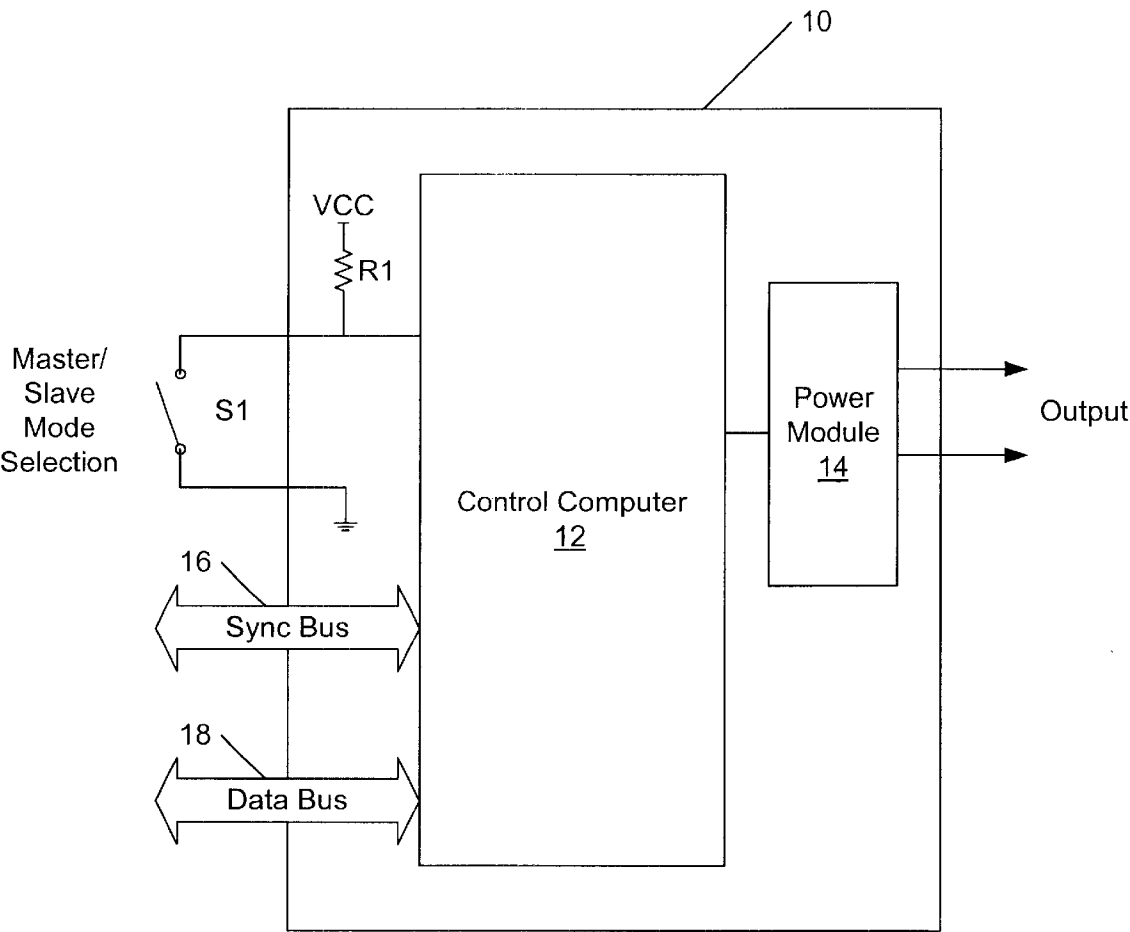 10
VCC
R1
Master/
Slave
Mode
Selection
S1
Power
Module
14
Output
Control Computer
12
16
Sync Bus
18
Data Bus